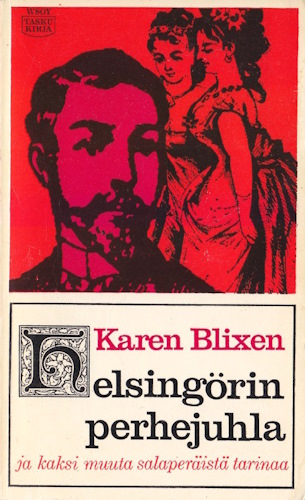 WSOY
TASKU
KIRJA
Karen Blixen
Helsingörin
perhejuhla
ja kaksi muuta salaperäistä tarinaa